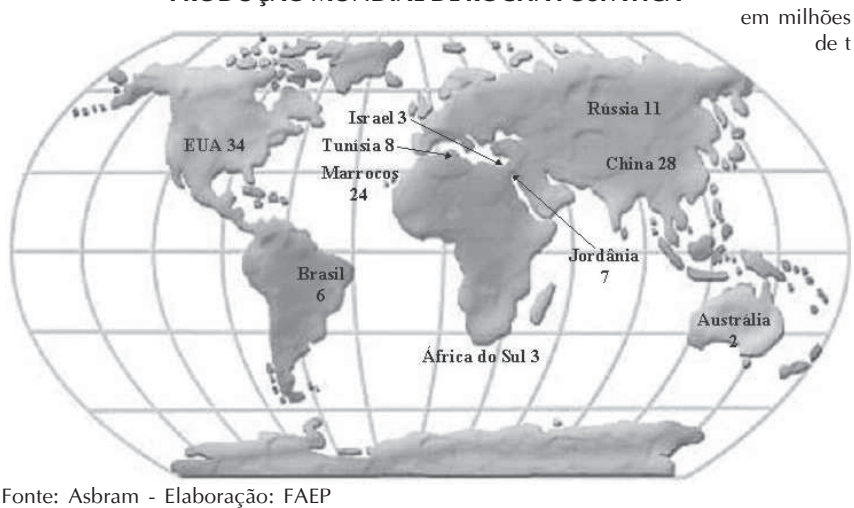 em milhões
de t
Rússia 11
Israel 3
EUA 34
Tunísia 8
China 28
Marrocos
24
Jordânia
7
Brasil
6
Austrália
2
África do Sul 3
Fonte: Asbram - Elaboração: FAEP